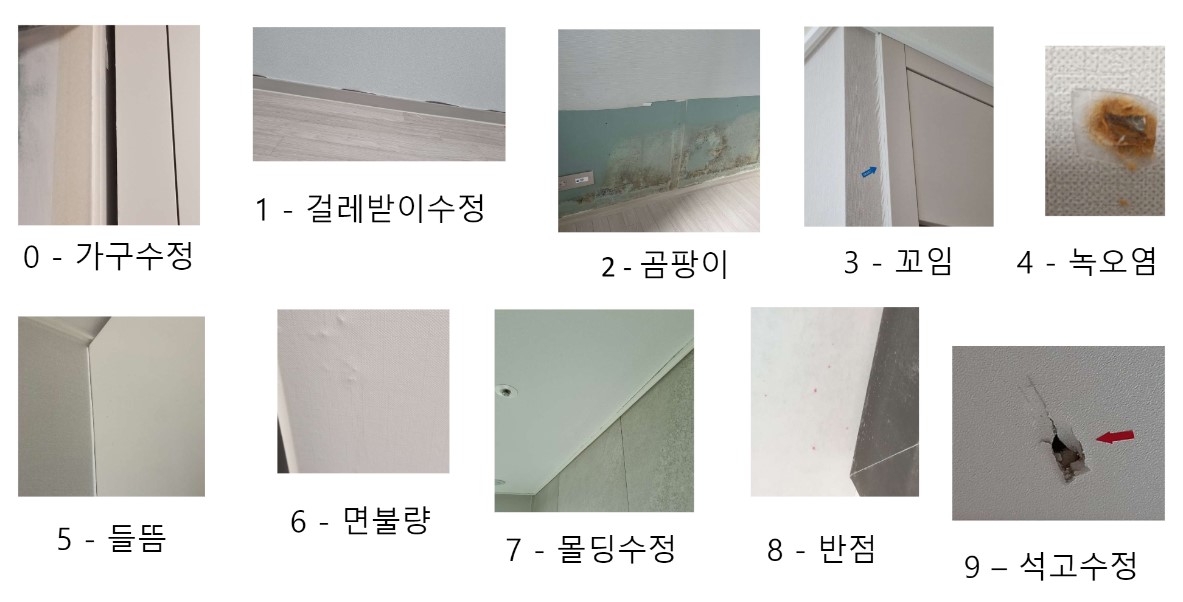 0 - 가구수정
1 - 걸레받이수정
2 - 곰팡이
3 - 꼬임
4 - 녹오염
5 - 들뜸
6 - 면불량
7 - 몰딩수정
8 - 반점
9 – 석고수정